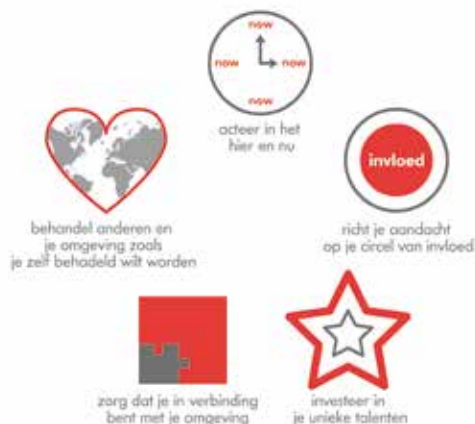 now
now
now
now
acteer in het
hier en nu
invloed
richt je aandacht
op je circel van invloed
behandel anderen en
je omgeving zoals
je zelf behadeld wilt worden
zorg dat je in verbinding
bent met je omgeving
investeer in
je unieke talenten